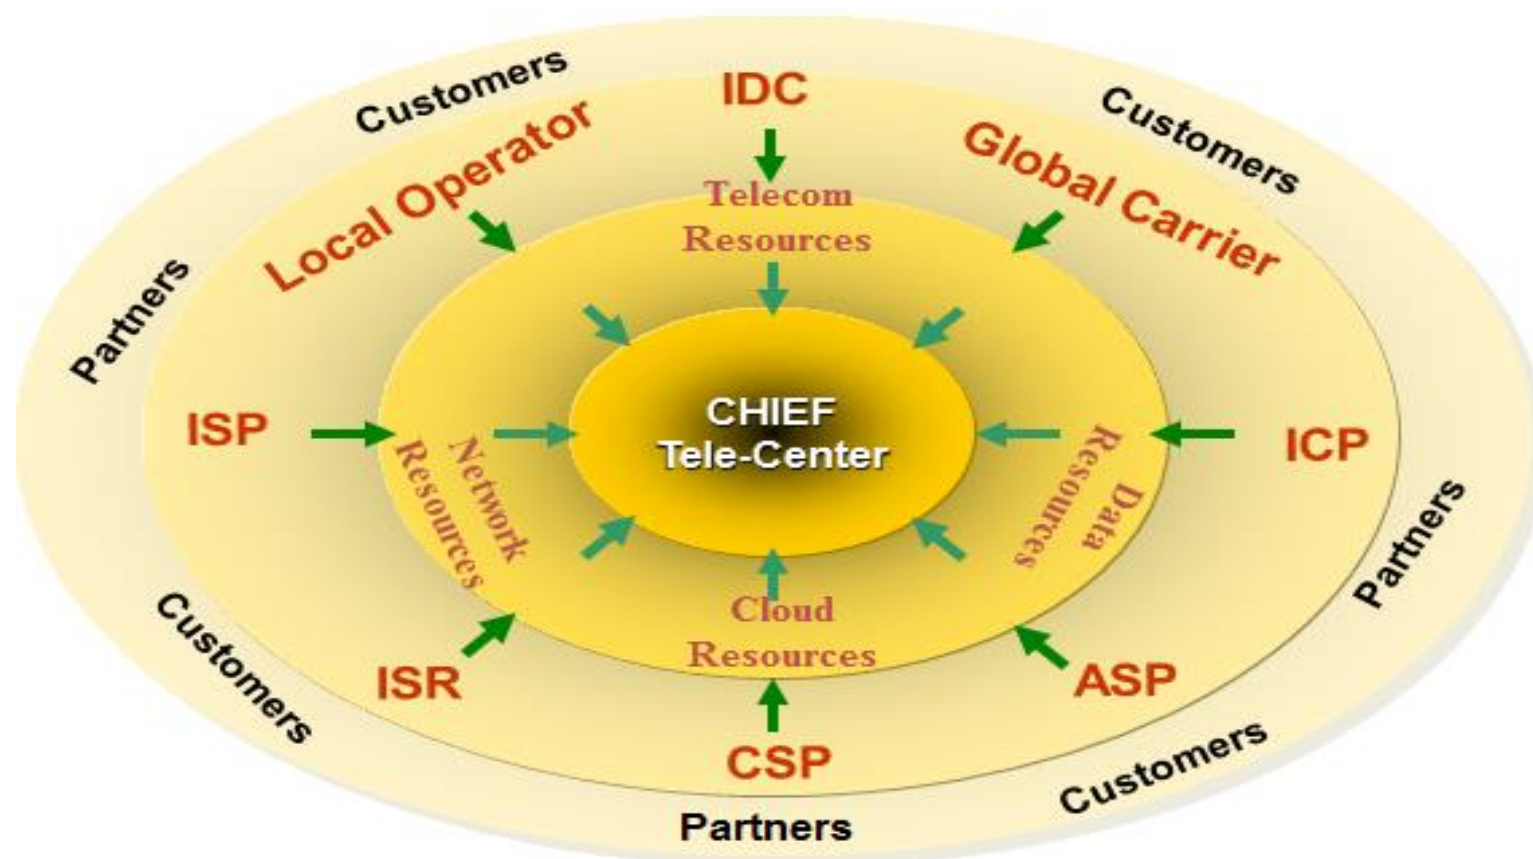 Customers
IDC
Customers
Local Operator
Global Carrier
Telecom
Resources
Partners
CHIEF
Tele-Center
ISP
ICP
Network
Resources
Data
Resources
Partners
Cloud
Resources
Customers
ISR
ASP
CSP
Customers
Partners